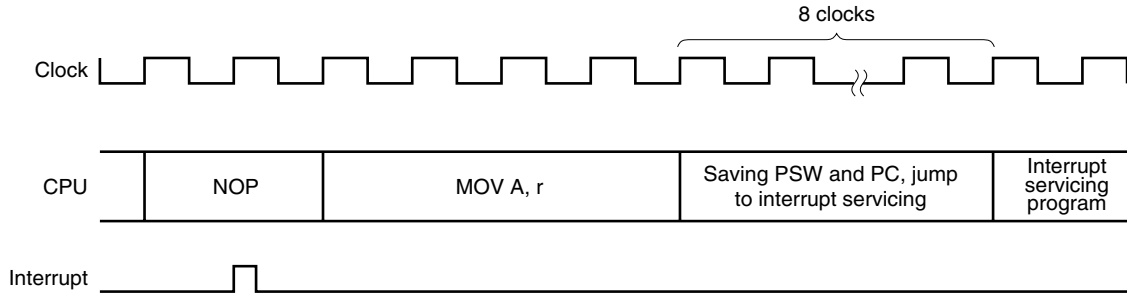 8 clocks
Clock
CPU
NOP
MOV A, r
Saving PSW and PC, jump
to interrupt servicing
Interrupt
servicing
program
Interrupt